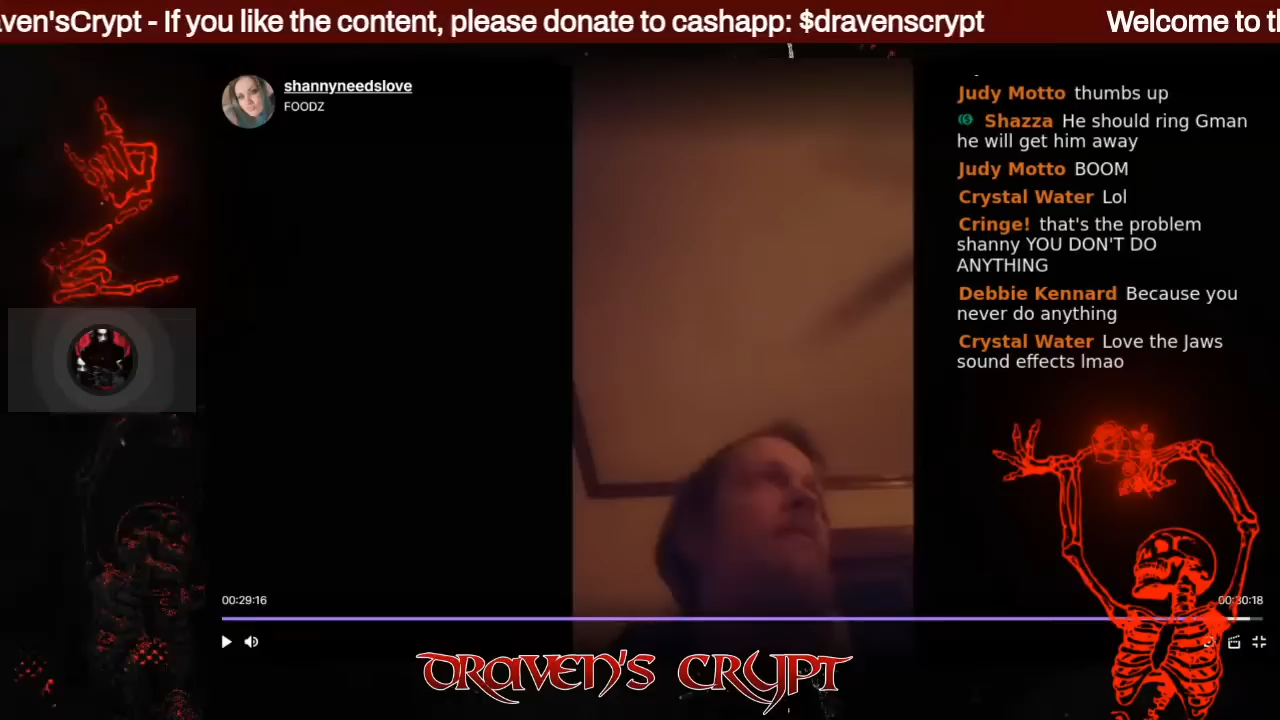 ven'sCrypt - If you like the content, please donate to cashapp: $dravenscrypt Welcome to th
shannyneedslove
FOODZ
Judy Motto thumbs up
Shazza He should ring Gman
he will get him away
Judy Motto BOOM
Crystal Water Lol
Cringe! that's the problem
shanny YOU DON'T DO
ANYTHING
Debbie Kennard Because you
never do anything
Crystal Water Love the Jaws
sound effects lmao
00:29:16
00:30:18
DRAVEN'S CRYPT